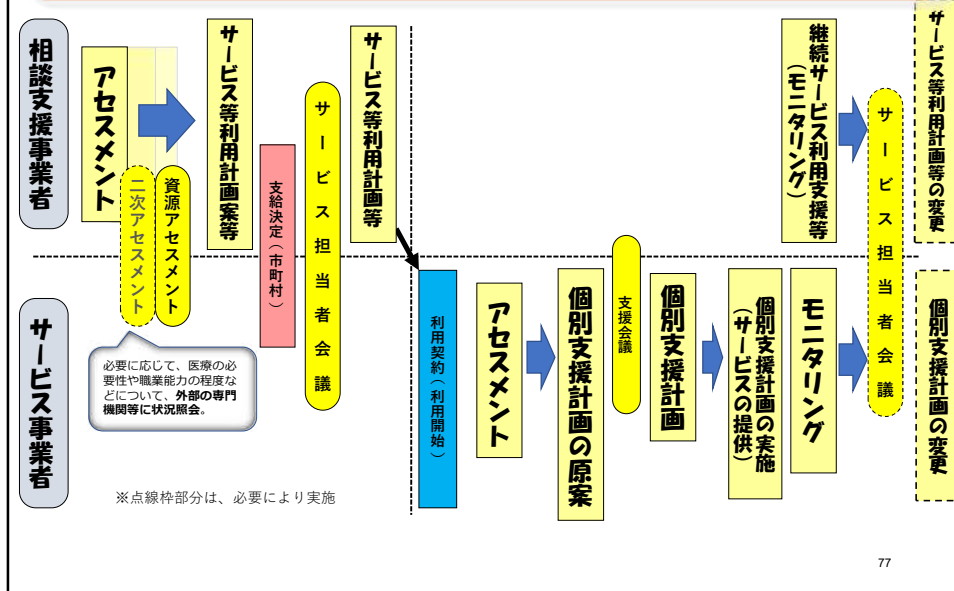 相談支援事業者
アセスメント
二次アセスメント
資源アセスメント
サービス等利用計画案等
支給決定(市町村)
サービス担当者会議
サービス等利用計画等
継続サービス利用支援等
(モニタリング)
サービス担当者会議
サービス等利用計画等の変更
サービス事業者
必要に応じて、医療の必
要性や職業能力の程度な
どについて、外部の専門
機関等に状況照会。
利用契約(利用開始)
アセスメント
個別支援計画の原案
支援会議
個別支援計画
個別支援計画の実施
(サービスの提供)
モニタリング
個別支援計画の変更
※点線枠部分は、必要により実施
77